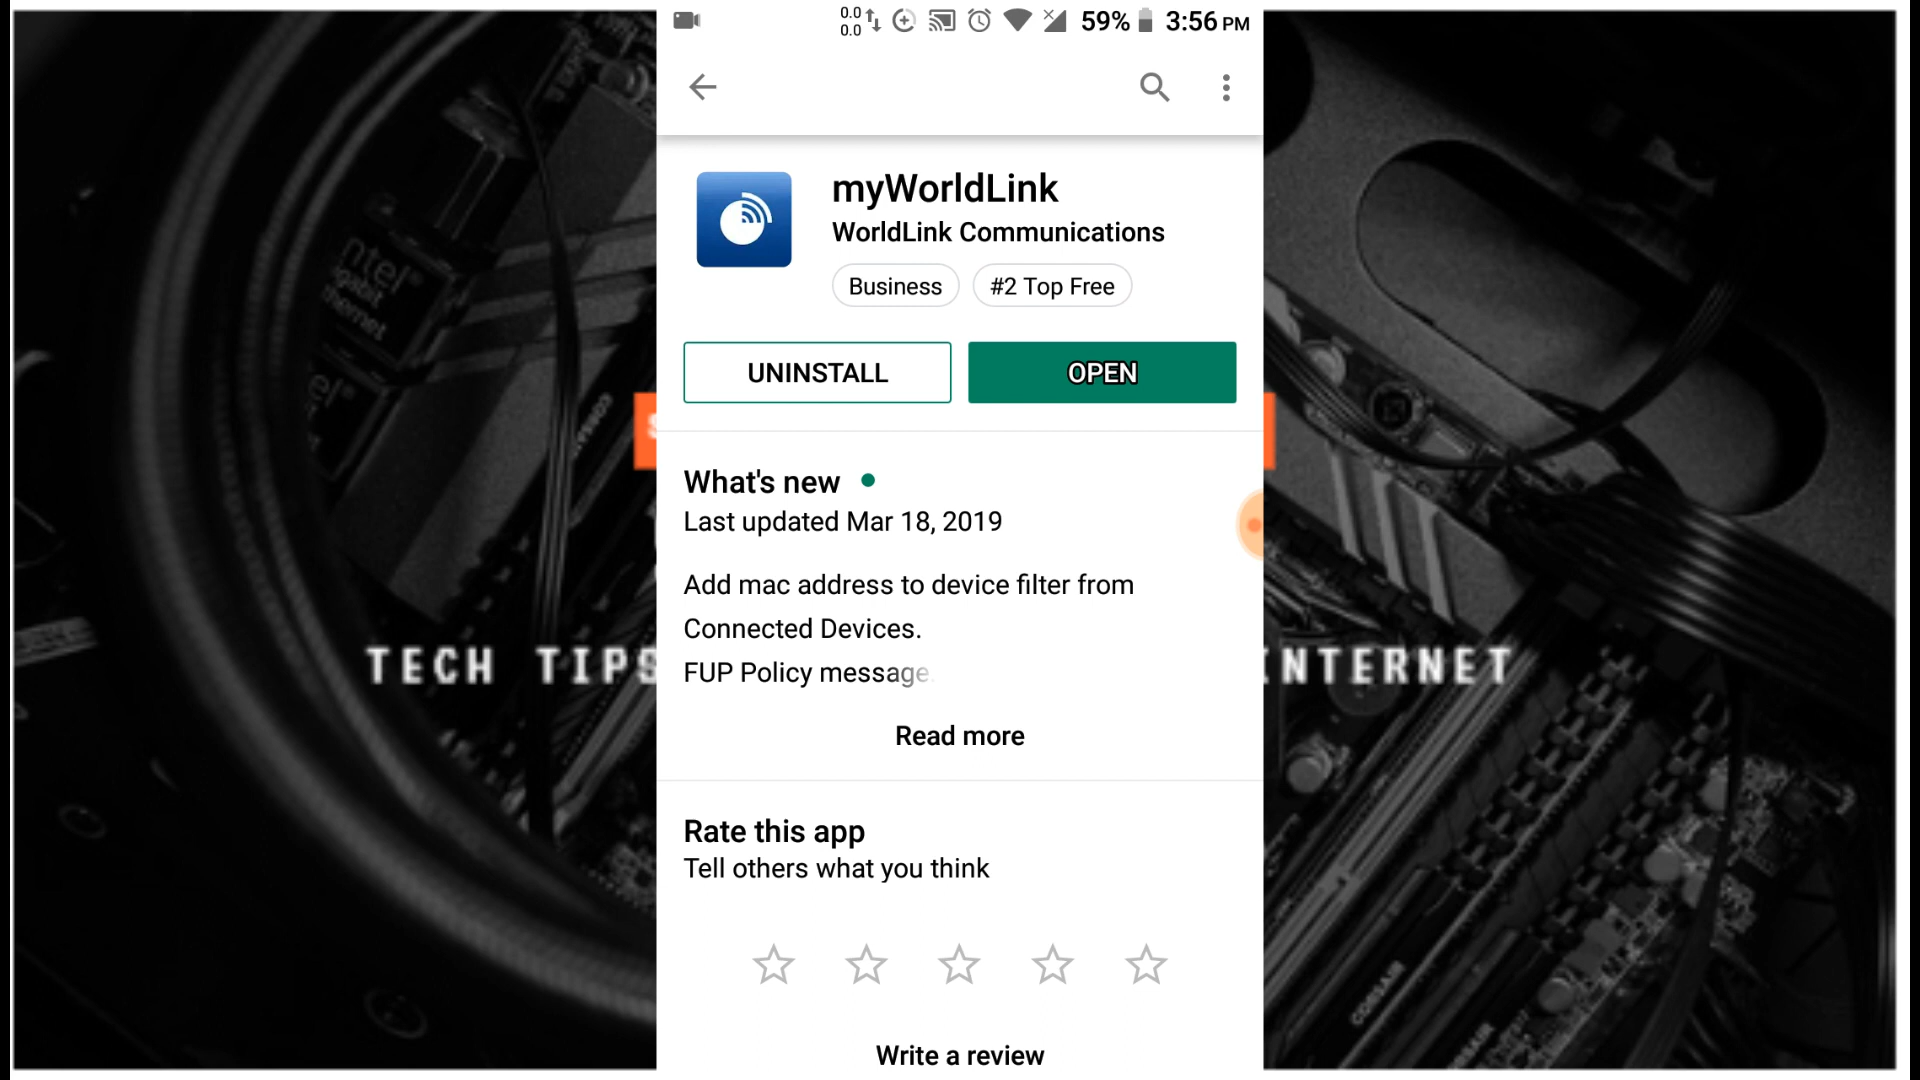 0.0
0.0
59%
3:56 PM
myWorldLink
WorldLink Communications
Business
#2 Top Free
UNINSTALL
OPEN
What's new
Last updated Mar 18, 2019
Add mac address to device filter from
Connected Devices.
FUP Policy message.
Read more
Rate this app
Tell others what you think
Write a review
TECH TIPS
INTERNET
ntel®
CORSAIR